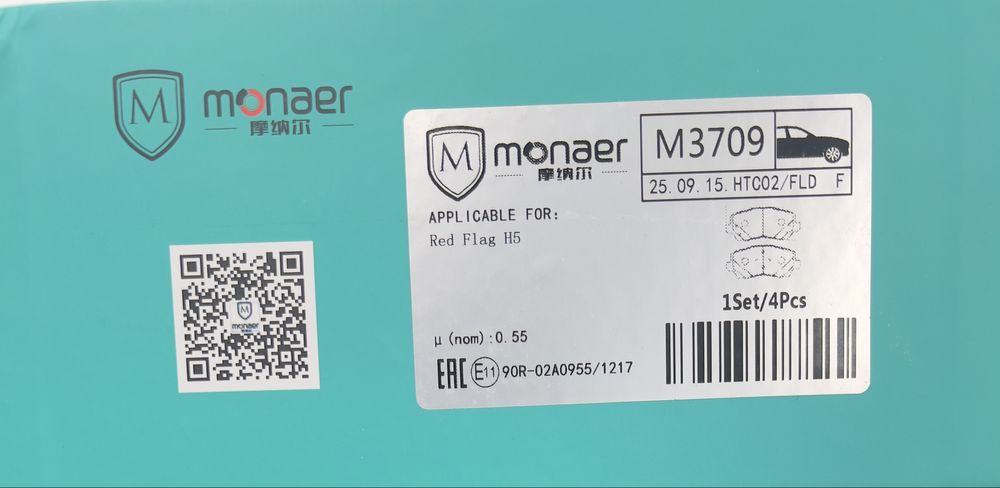 M monaer
摩纳尔
M monaer
摩纳尔
M3709
25.09.15.HTC02/FLD F
APPLICABLE FOR:
Red Flag H5
1Set/4Pcs
μ(nom):0.55
EAC E11 90R-02A0955/1217
M
monaer